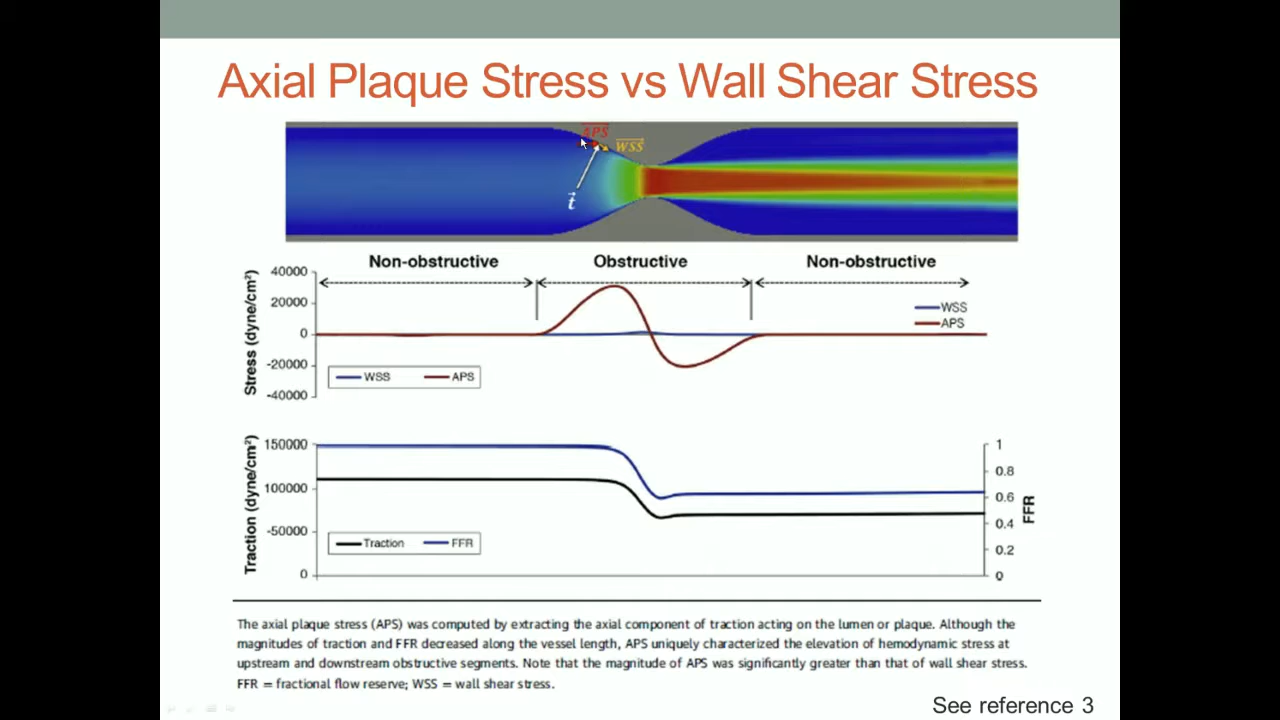 Axial Plaque Stress vs Wall Shear Stress
APS
WSS
t
Non-obstructive
Obstructive
Non-obstructive
Stress (dyne/cm²)
40000
20000
0
-20000
-40000
WSS
APS
WSS
APS
Traction (dyne/cm²)
150000
100000
-50000
0
Traction
FFR
1
0.8
0.6
0.4
0.2
0
FFR
The axial plaque stress (APS) was computed by extracting the axial component of traction acting on the lumen or plaque. Although the
magnitudes of traction and FFR decreased along the vessel length, APS uniquely characterized the elevation of hemodynamic stress at
upstream and downstream obstructive segments. Note that the magnitude of APS was significantly greater than that of wall shear stress.
FFR = fractional flow reserve; WSS = wall shear stress.
See reference 3